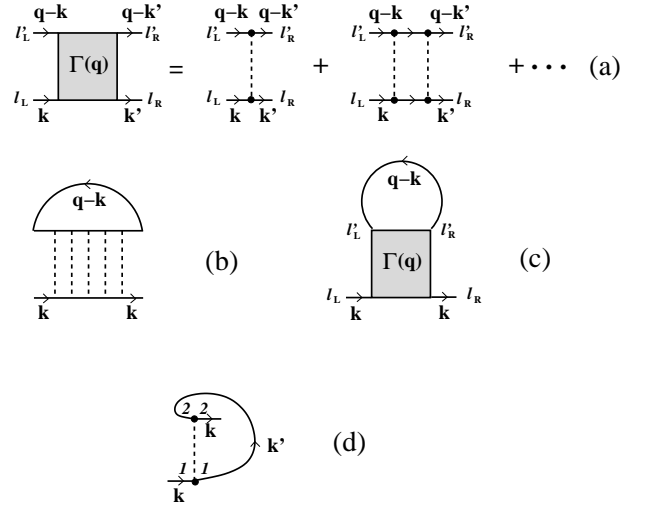 q−k q−k' q−k q−k' q−k q−k'
l'L l'R l'L l'R l'L l'R
Γ(q) = + + ··· (a)
lL lR lL lR lL lR
k k' k k' k k'
q−k q−k
l'L l'R
(b) Γ(q) (c)
lL lR
k k k k
2 2
k
k' (d)
1 1
k